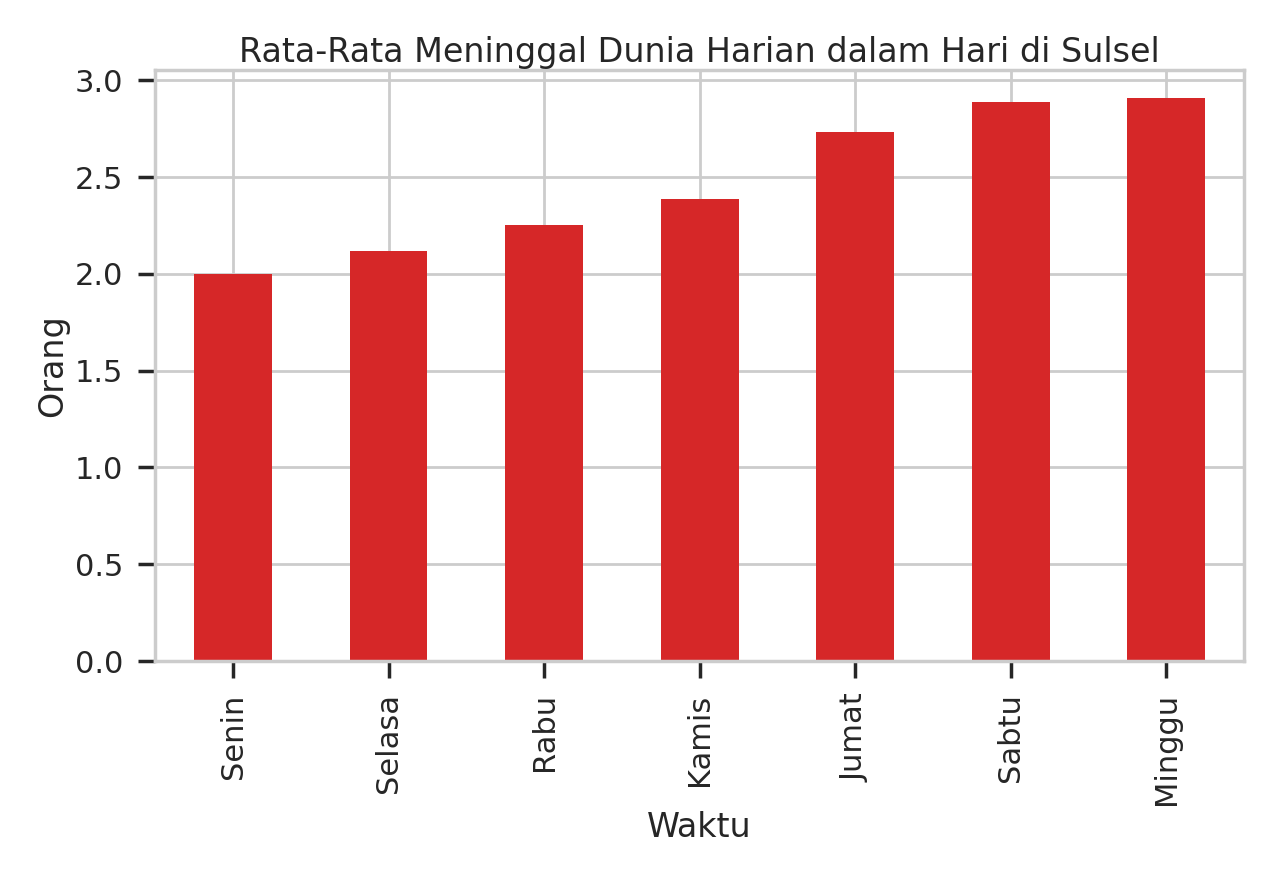 Rata-Rata Meninggal Dunia Harian dalam Hari di Sulsel
3.0
2.5
2.0
1.5
1.0
0.5
0.0
Orang
Senin
Selasa
Rabu
Kamis
Jumat
Sabtu
Minggu
Waktu